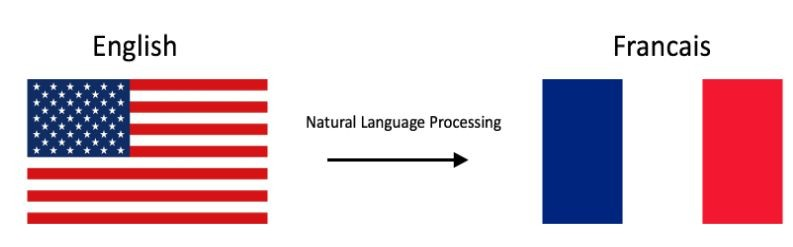 English
Francais
Natural Language Processing